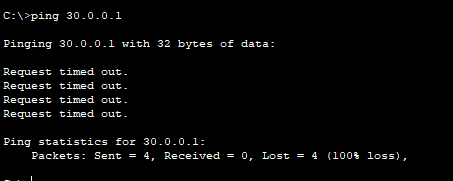 C:\>ping 30.0.0.1
Pinging 30.0.0.1 with 32 bytes of data:
Request timed out.
Request timed out.
Request timed out.
Request timed out.
Ping statistics for 30.0.0.1:
    Packets: Sent = 4, Received = 0, Lost = 4 (100% loss),